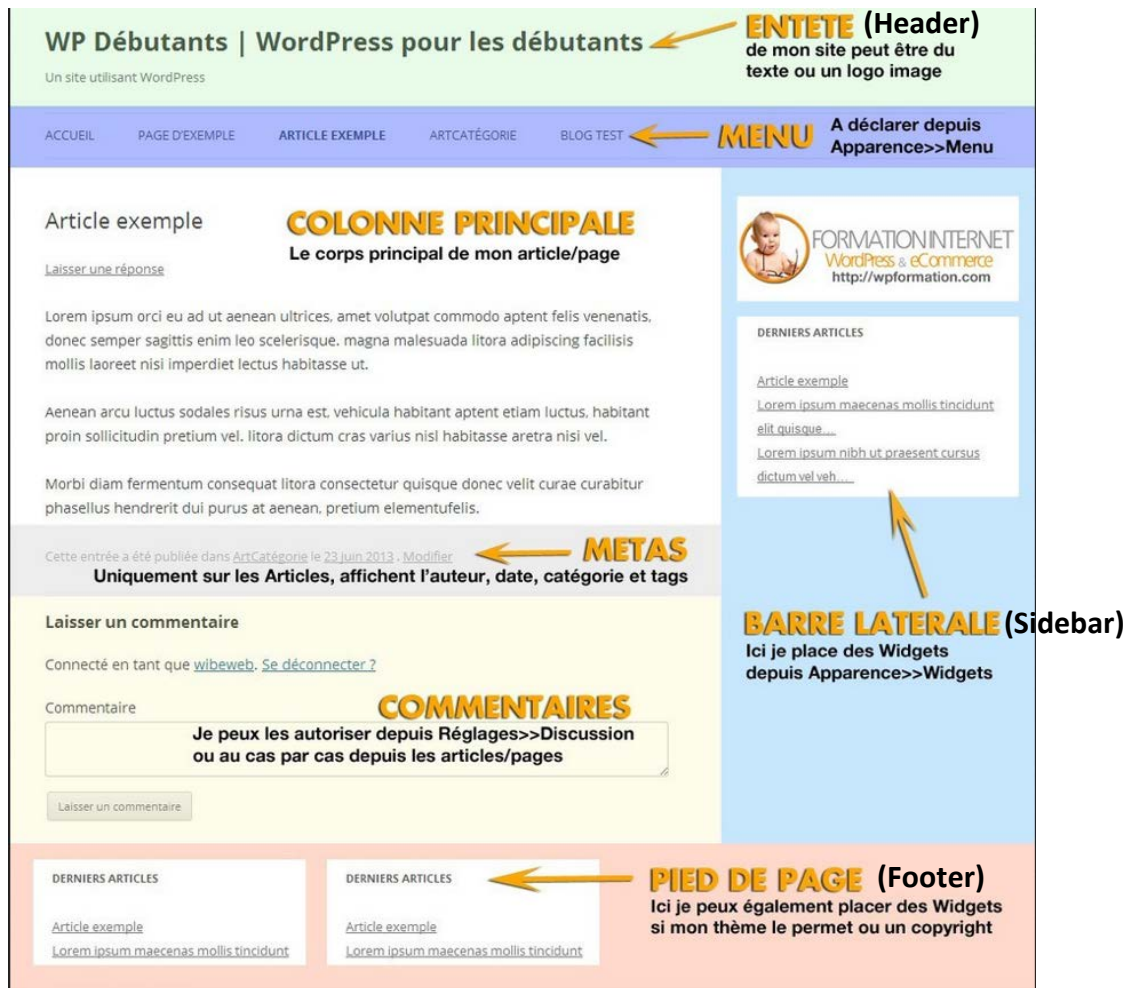 WP Débutants | WordPress pour les débutants
Un site utilisant WordPress
ENTETE (Header)
de mon site peut être du
texte ou un logo image
ACCUEIL PAGE D'EXEMPLE ARTICLE EXEMPLE ARTCATÉGORIE BLOG TEST
MENU
A déclarer depuis
Apparence>>Menu
Article exemple
COLONNE PRINCIPALE
Le corps principal de mon article/page
Laisser une réponse
Lorem ipsum orci eu ad ut aenean ultrices, amet volutpat commodo aptent felis venenatis,
donec semper sagittis enim leo scelerisque, magna malesuada litora adipiscing facilisis
mollis laoreet nisi imperdiet lectus habitasse ut.
Aenean arcu luctus sodales risus urna est, vehicula habitant aptent etiam luctus, habitant
proin sollicitudin pretium vel, litora dictum cras varius nisl habitasse aretra nisi vel.
Morbi diam fermentum consequat litora consectetur quisque donec velit curae curabitur
phasellus hendrerit dui purus at aenean, pretium elementufelis.
Cette entrée a été publiée dans ArtCatégorie le 23 juin 2013 . Modifier
METAS
Uniquement sur les Articles, affichent l'auteur, date, catégorie et tags
Laisser un commentaire
Connecté en tant que wibeweb. Se déconnecter ?
Commentaire
COMMENTAIRES
Je peux les autoriser depuis Réglages>>Discussion
ou au cas par cas depuis les articles/pages
Laisser un commentaire
FORMATION INTERNET
WordPress & eCommerce
http://wpformation.com
DERNIERS ARTICLES
Article exemple
Lorem ipsum maecenas mollis tincidunt
elit quisque...
Lorem ipsum nibh ut praesent cursus
dictum vel veh...
BARRE LATERALE (Sidebar)
Ici je place des Widgets
depuis Apparence>>Widgets
DERNIERS ARTICLES
Article exemple
Lorem ipsum maecenas mollis tincidunt
DERNIERS ARTICLES
Article exemple
Lorem ipsum maecenas mollis tincidunt
PIED DE PAGE (Footer)
Ici je peux également placer des Widgets
si mon thème le permet ou un copyright